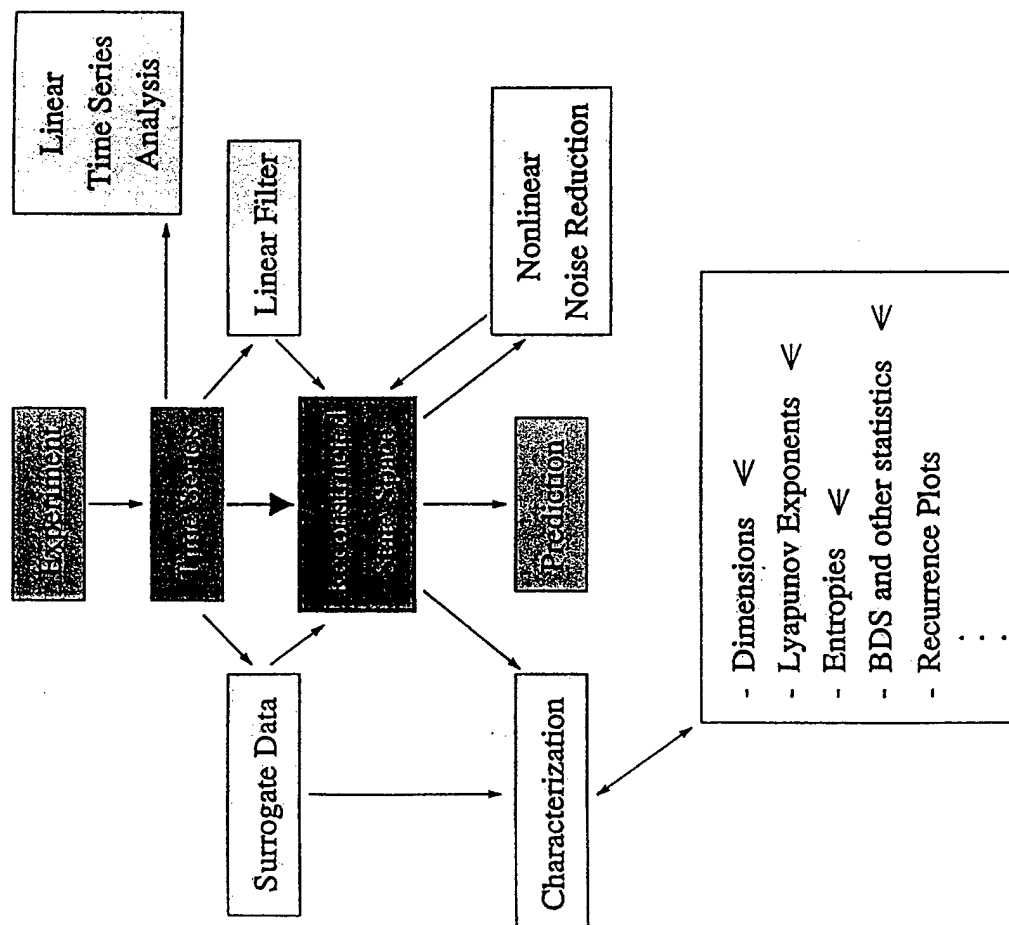 Linear
Time Series
Analysis
Linear Filter
Nonlinear
Noise Reduction
Experiment
Time Series
Reconstructed
State Space
Prediction
Surrogate Data
Characterization
- Dimensions <
- Lyapunov Exponents <
- Entropies <
- BDS and other statistics <
- Recurrence Plots
. . .